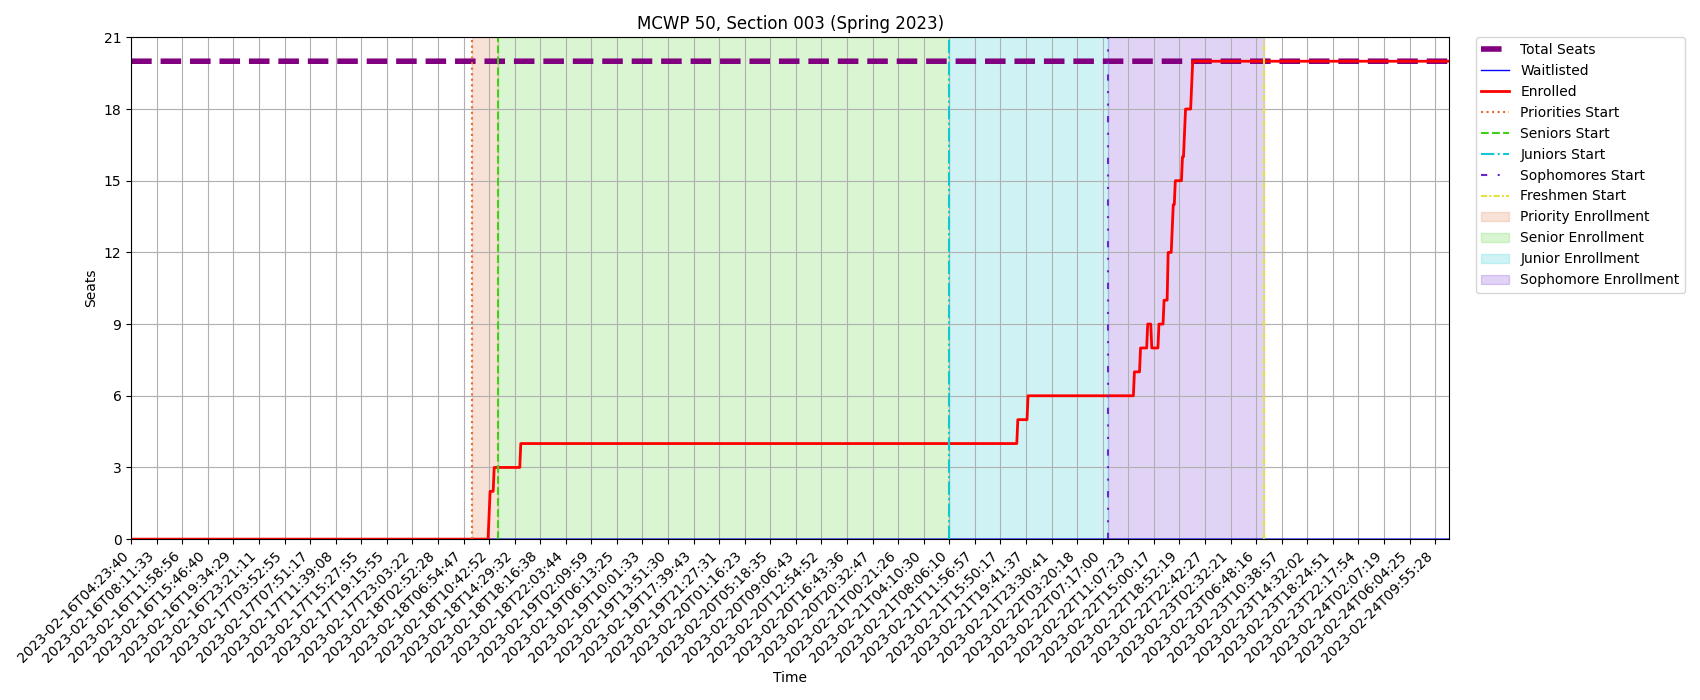 MCWP 50, Section 003 (Spring 2023)
21
18
15
12
9
6
3
0
Seats
2023-02-16T04:23:40
2023-02-16T08:11:33
2023-02-16T11:58:56
2023-02-16T15:46:40
2023-02-16T19:34:29
2023-02-16T23:21:11
2023-02-17T03:52:55
2023-02-17T07:51:17
2023-02-17T11:39:08
2023-02-17T15:27:55
2023-02-17T19:15:55
2023-02-17T23:03:22
2023-02-18T02:52:28
2023-02-18T06:54:47
2023-02-18T10:42:52
2023-02-18T14:29:32
2023-02-18T18:16:38
2023-02-18T22:03:44
2023-02-19T02:09:59
2023-02-19T06:13:25
2023-02-19T10:01:33
2023-02-19T13:51:30
2023-02-19T17:39:43
2023-02-19T21:27:31
2023-02-20T01:16:23
2023-02-20T05:18:35
2023-02-20T09:06:43
2023-02-20T12:54:52
2023-02-20T16:43:36
2023-02-20T20:32:47
2023-02-21T00:21:26
2023-02-21T04:10:30
2023-02-21T08:06:10
2023-02-21T11:56:57
2023-02-21T15:50:17
2023-02-21T19:41:37
2023-02-21T23:30:41
2023-02-22T03:20:18
2023-02-22T07:17:00
2023-02-22T11:07:23
2023-02-22T15:00:17
2023-02-22T18:52:19
2023-02-22T22:42:27
2023-02-23T02:32:21
2023-02-23T06:48:16
2023-02-23T10:38:57
2023-02-23T14:32:02
2023-02-23T18:24:51
2023-02-23T22:17:54
2023-02-24T02:07:19
2023-02-24T06:04:25
2023-02-24T09:55:28
Time
Total Seats
Waitlisted
Enrolled
Priorities Start
Seniors Start
Juniors Start
Sophomores Start
Freshmen Start
Priority Enrollment
Senior Enrollment
Junior Enrollment
Sophomore Enrollment